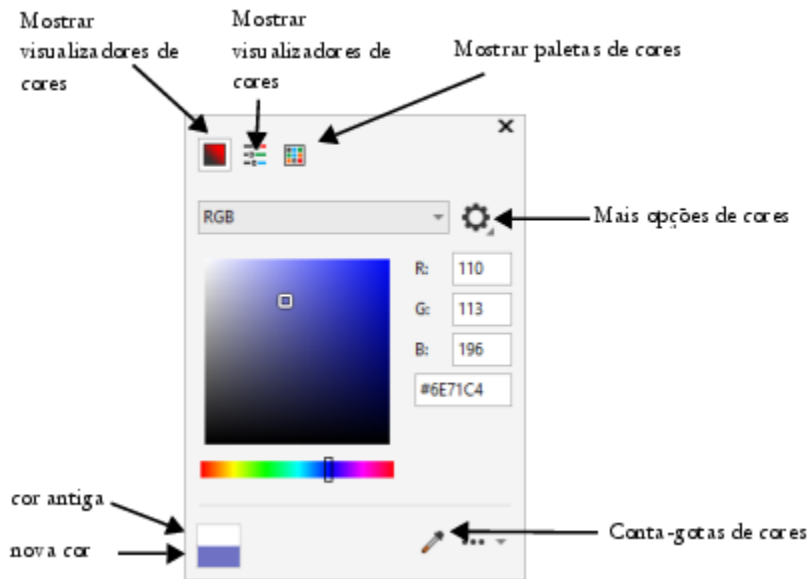 Mostrar
visualizadores de
cores
Mostrar
visualizadores de
cores
Mostrar paletas de cores
RGB
Mais opções de cores
R: 110
G: 113
B: 196
#6E71C4
cor antiga
nova cor
Conta-gotas de cores